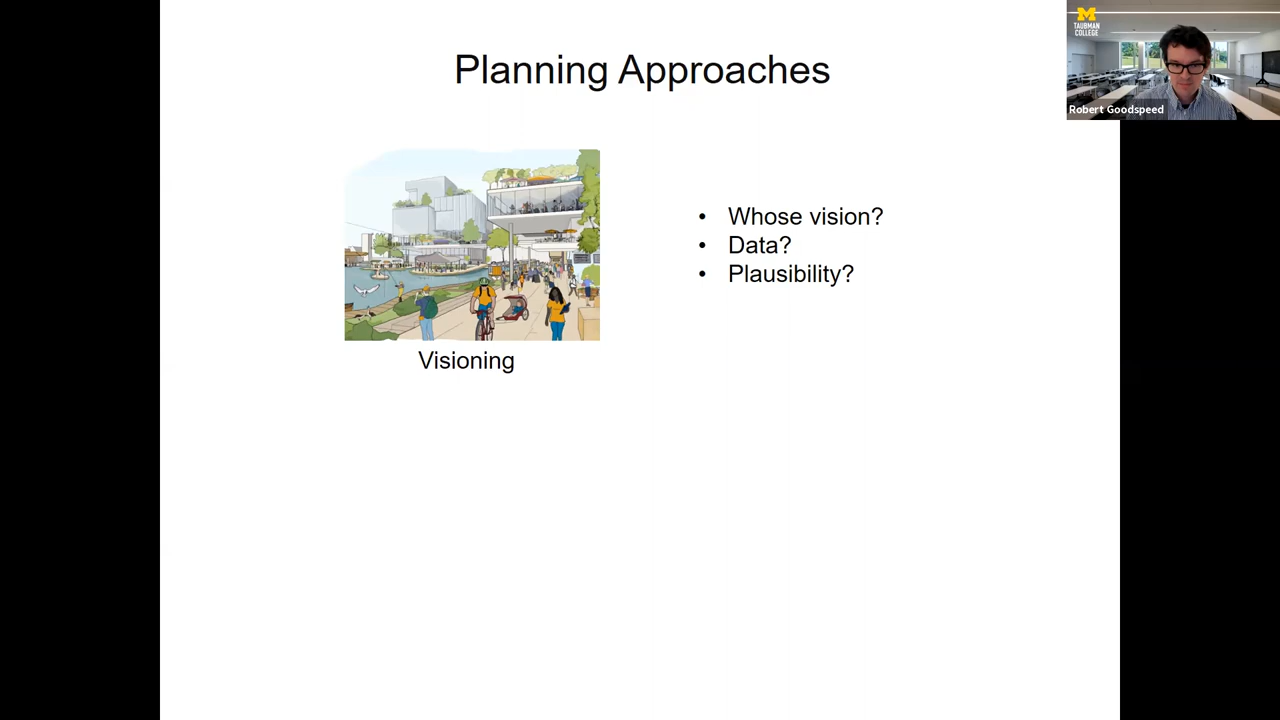 Planning Approaches
M
TAUBMAN
COLLEGE
Robert Goodspeed
• Whose vision?
• Data?
• Plausibility?
Visioning